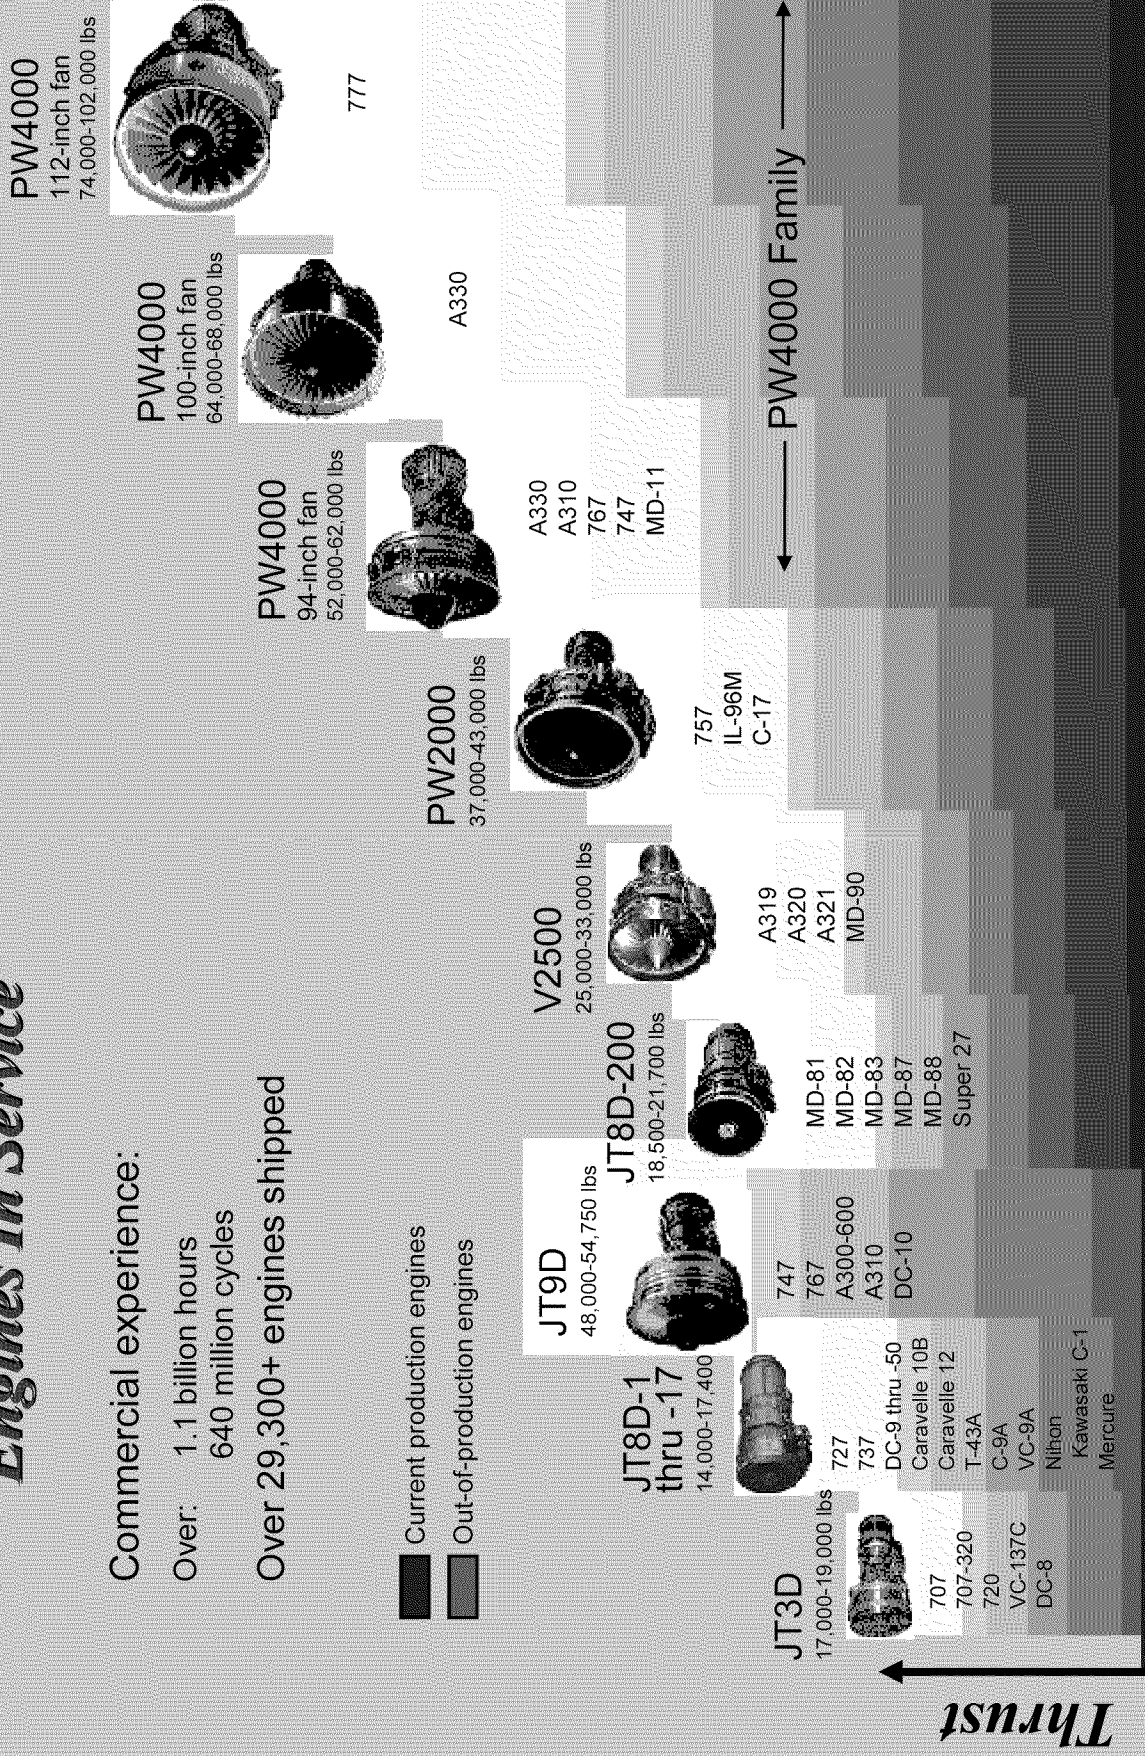 Engines In Service
Commercial experience:
Over: 1.1 billion hours
640 million cycles
Over 29,300+ engines shipped
Current production engines
Out-of-production engines
Thrust
JT3D
17,000-19,000 lbs
707
707-320
720
VC-137C
DC-8
JT8D-1
thru -17
14,000-17,400
727
737
DC-9 thru -50
Caravelle 10B
Caravelle 12
T-43A
C-9A
VC-9A
Nihon
Kawasaki C-1
Mercure
JT9D
48,000-54,750 lbs
747
767
A300-600
A310
DC-10
JT8D-200
18,500-21,700 lbs
MD-81
MD-82
MD-83
MD-87
MD-88
Super 27
V2500
25,000-33,000 lbs
A319
A320
A321
MD-90
PW2000
37,000-43,000 lbs
757
IL-96M
C-17
PW4000
94-inch fan
52,000-62,000 lbs
A330
A310
767
747
MD-11
PW4000
100-inch fan
64,000-68,000 lbs
A330
PW4000
112-inch fan
74,000-102,000 lbs
777
PW4000 Family